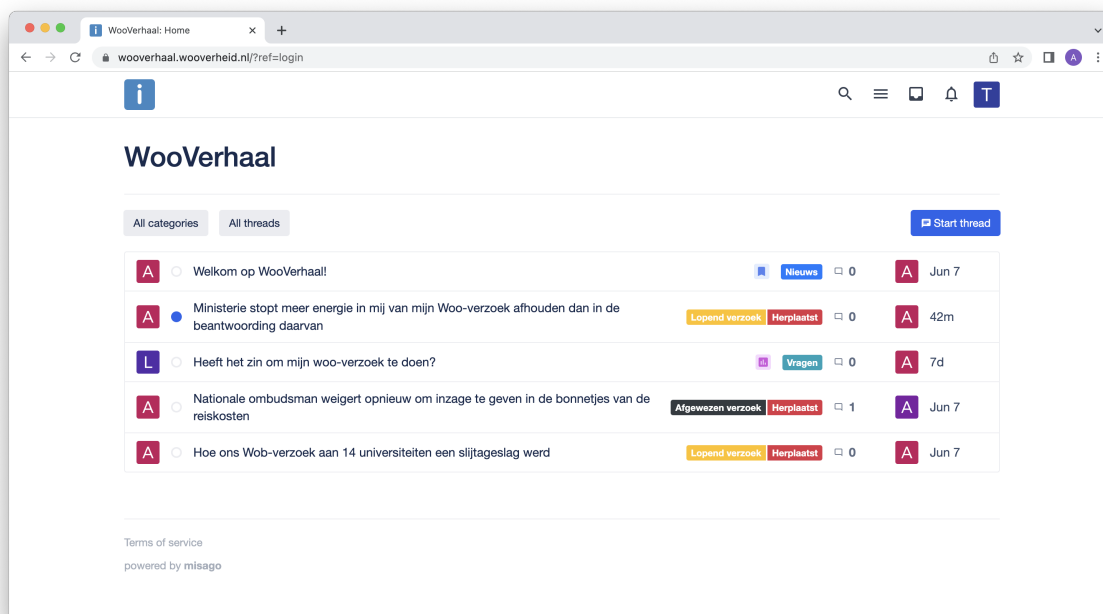 WooVerhaal: Home
wooverhaal.wooverheid.nl/?ref=login
A
i
T
WooVerhaal
All categories
All threads
Start thread
A Welkom op WooVerhaal! Nieuws 0 A Jun 7
A Ministerie stopt meer energie in mij van mijn Woo-verzoek afhouden dan in de
beantwoording daarvan Lopend verzoek Herplaatst 0 A 42m
L Heeft het zin om mijn woo-verzoek te doen? Vragen 0 A 7d
A Nationale ombudsman weigert opnieuw om inzage te geven in de bonnetjes van de
reiskosten Afgewezen verzoek Herplaatst 1 A Jun 7
A Hoe ons Wob-verzoek aan 14 universiteiten een slijtageslag werd Lopend verzoek Herplaatst 0 A Jun 7
Terms of service
powered by misago